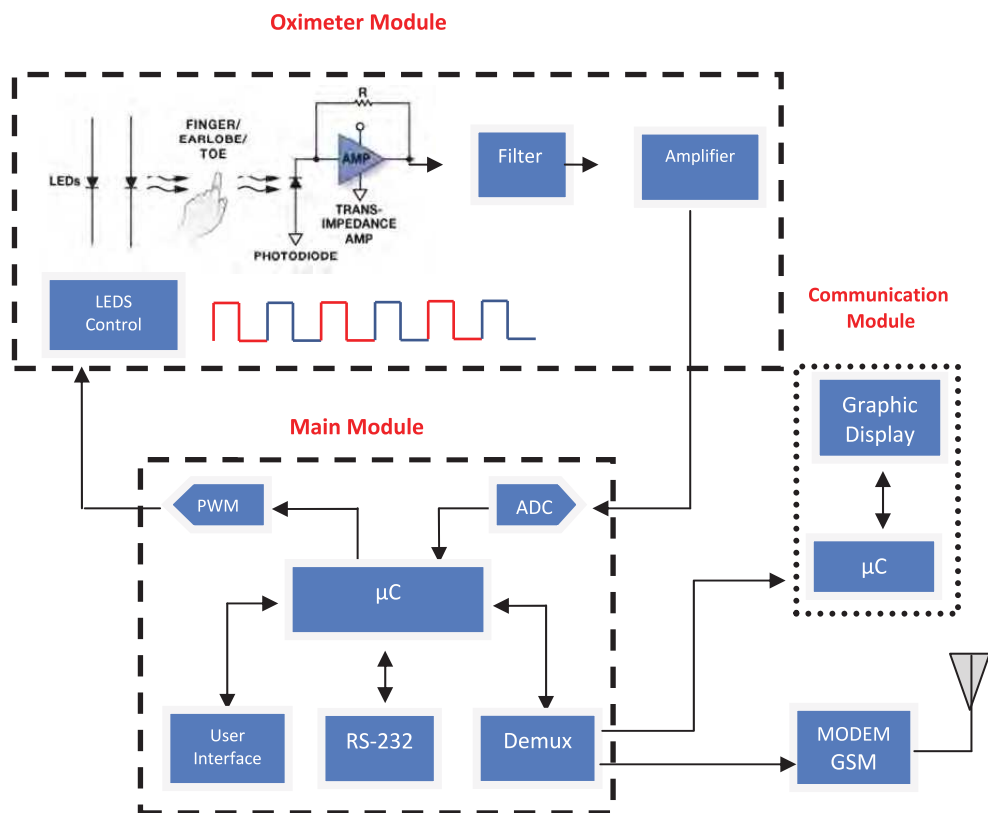 Oximeter Module
R
FINGER/
EARLOBE/
TOE
AMP
LEDs
TRANS-
IMPEDANCE
AMP
PHOTODIODE
Filter
Amplifier
LEDS
Control
Communication
Module
Graphic
Display
µC
Main Module
PWM
ADC
µC
User
Interface
RS-232
Demux
MODEM
GSM